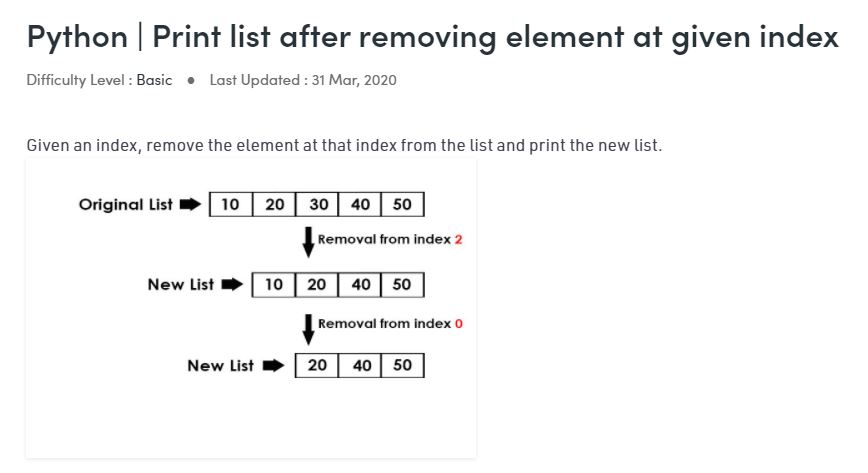 Python | Print list after removing element at given index
Difficulty Level : Basic ● Last Updated : 31 Mar, 2020
Given an index, remove the element at that index from the list and print the new list.
Original List 10 20 30 40 50
Removal from index 2
New List 10 20 40 50
Removal from index 0
New List 20 40 50